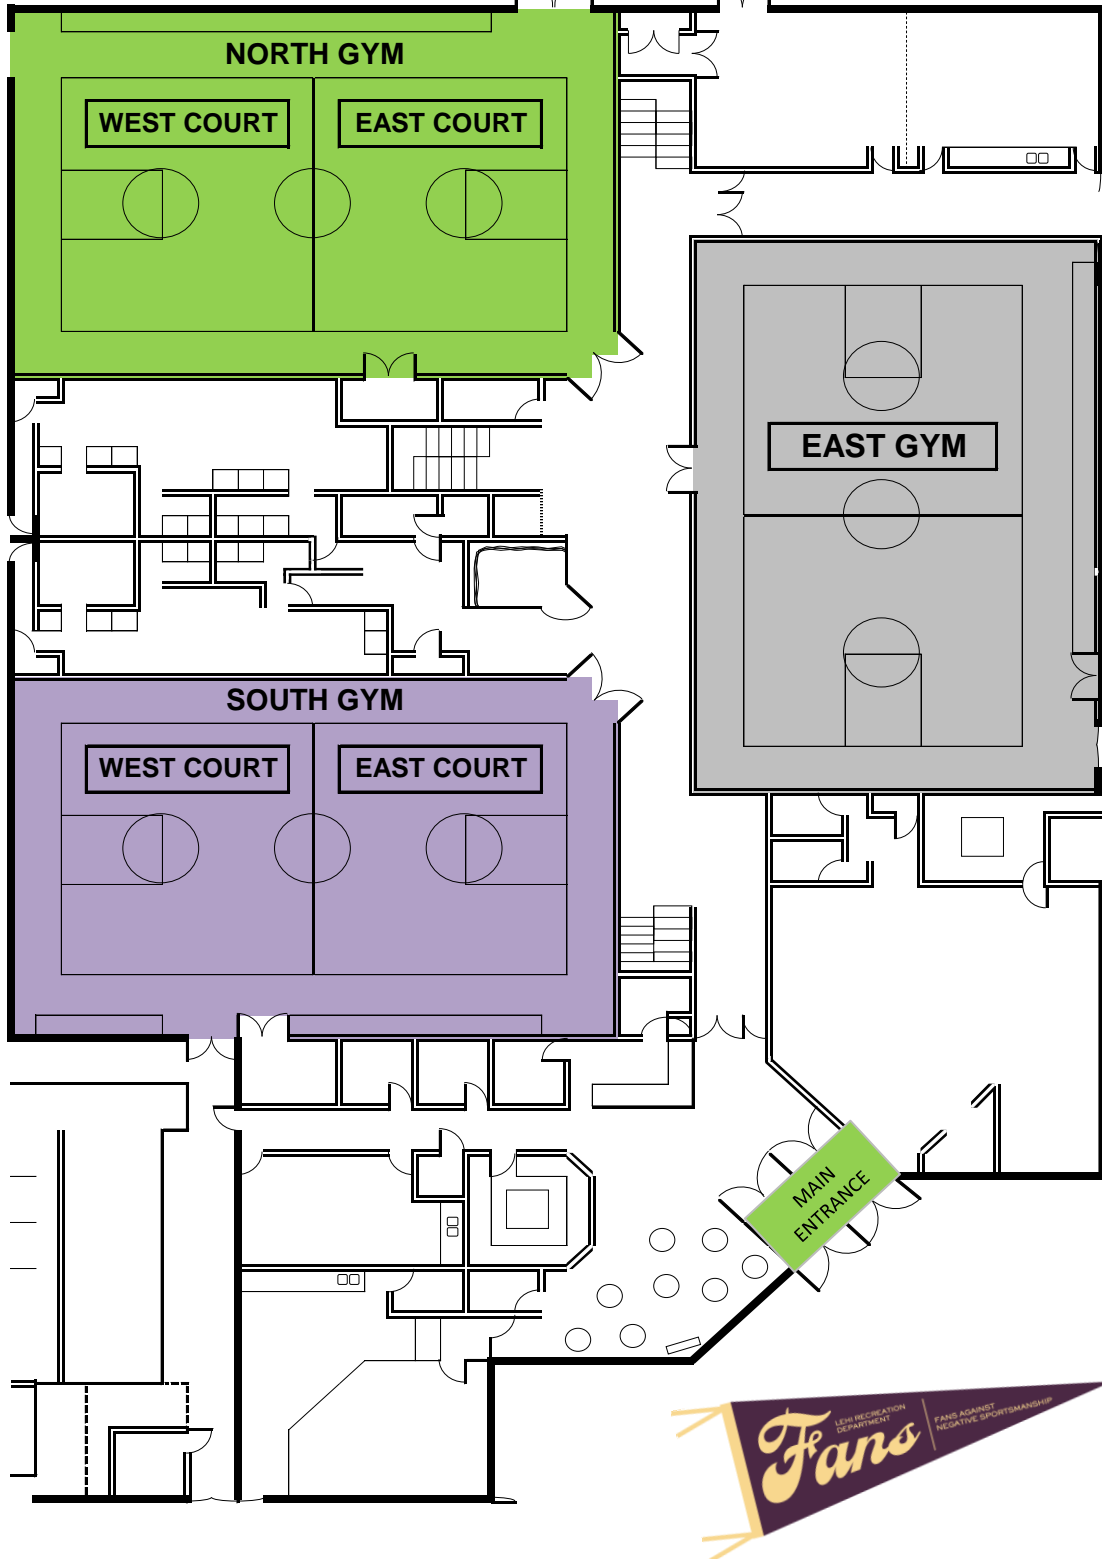 NORTH GYM
WEST COURT
EAST COURT
EAST GYM
SOUTH GYM
WEST COURT
EAST COURT
MAIN
ENTRANCE
LEHI RECREATION
DEPARTMENT
Fans
FANS AGAINST
NEGATIVE SPORTSMANSHIP